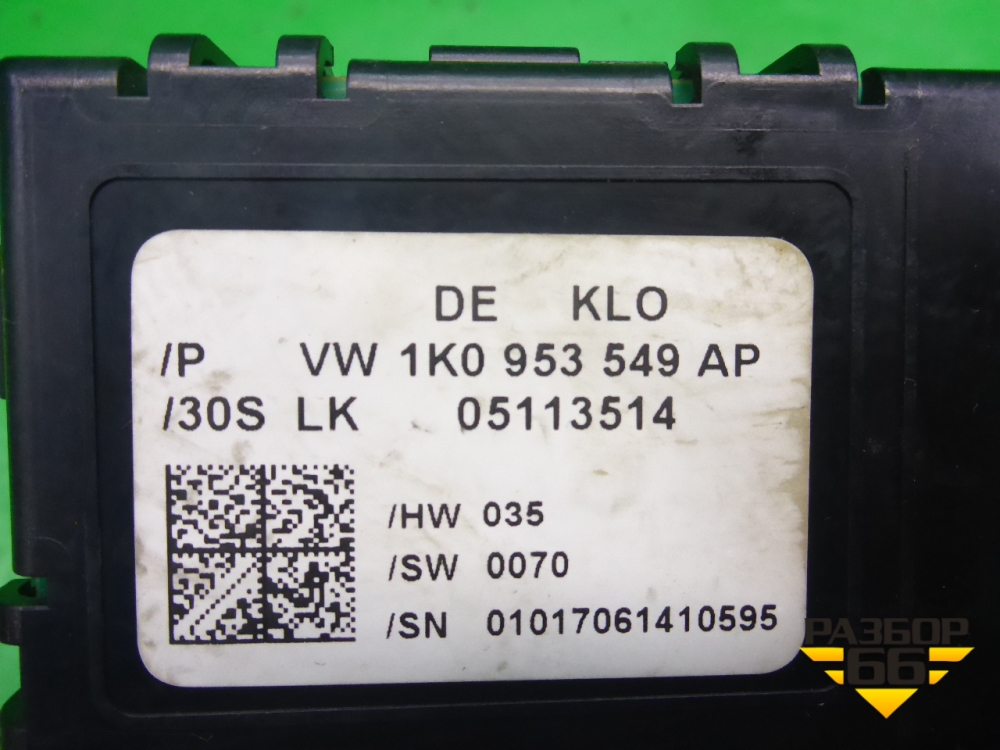 DE KLO
/P VW 1K0 953 549 AP
/30S LK 05113514
/HW 035
/SW 0070
/SN 01017061410595
РАЗБОР
66